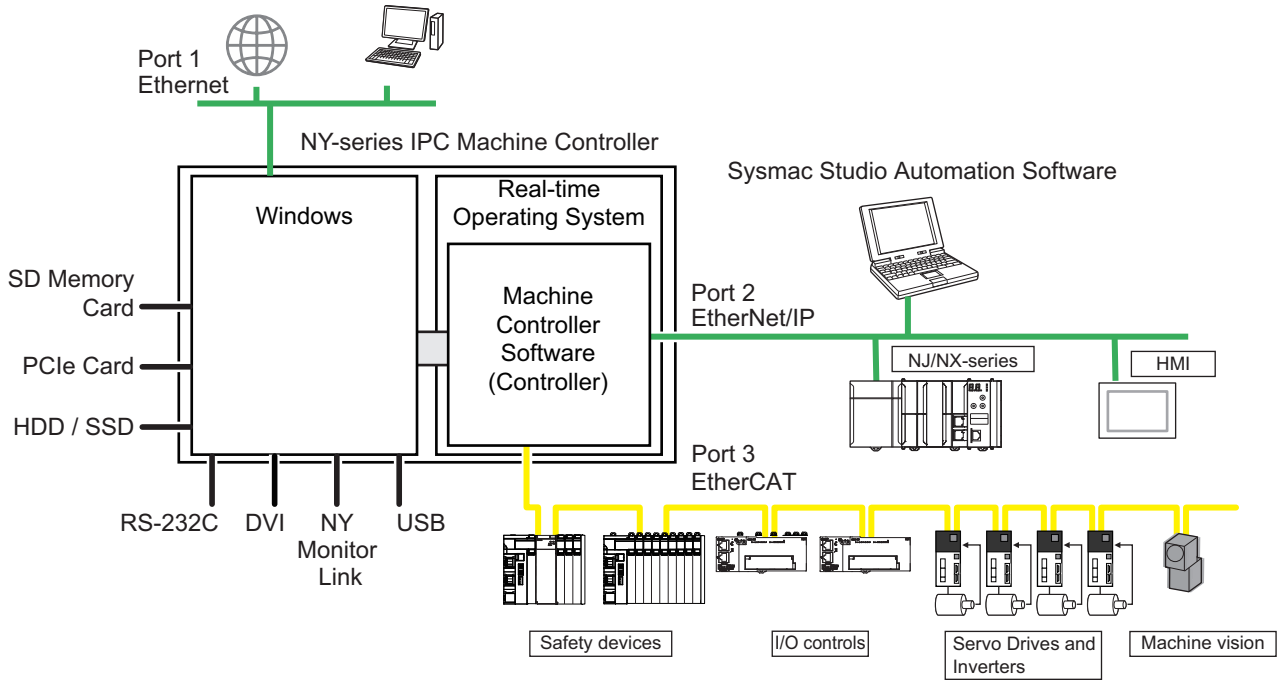 Port 1
Ethernet
NY-series IPC Machine Controller
Windows
Real-time
Operating System
Machine
Controller
Software
(Controller)
Sysmac Studio Automation Software
SD Memory
Card
PCIe Card
HDD / SSD
Port 2
EtherNet/IP
NJ/NX-series
HMI
Port 3
EtherCAT
RS-232C
DVI
NY
Monitor
Link
USB
Safety devices
I/O controls
Servo Drives and
Inverters
Machine vision